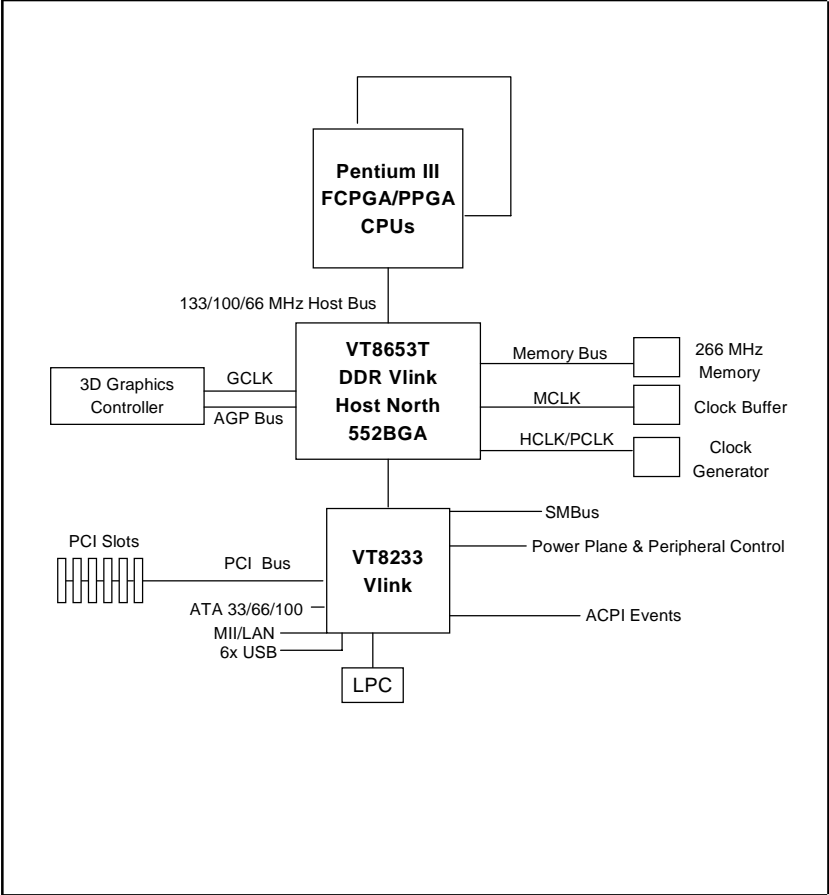 Pentium III
FCPGA/PPGA
CPUs
133/100/66 MHz Host Bus
VT8653T
DDR Vlink
Host North
552BGA
3D Graphics
Controller
GCLK
AGP Bus
Memory Bus
266 MHz
Memory
MCLK
Clock Buffer
HCLK/PCLK
Clock
Generator
VT8233
Vlink
SMBus
Power Plane & Peripheral Control
ACPI Events
PCI Slots
PCI Bus
ATA 33/66/100
MII/LAN
6x USB
LPC